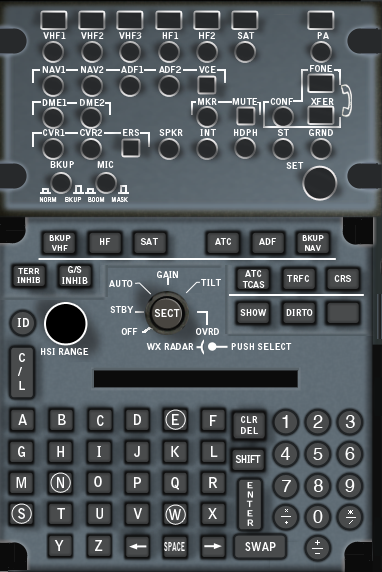 VHF1 VHF2 VHF3 HF1 HF2 SAT PA
NAV1 NAV2 ADF1 ADF2 VCE FONE
DME1 DME2 MKR MUTE CONF XFER
CVR1 CVR2 ERS SPKR INT HDPH ST GRND
BKUP MIC SET
NORM BKUP BOOM MASK
BKUP VHF HF SAT ATC ADF BKUP NAV
TERR INHIB G/S INHIB GAIN ATC TCAS TRFC CRS
AUTO TILT
ID STBY SECT SHOW DIRTO
OFF OVRD
HSI RANGE WX RADAR PUSH SELECT
C/L
A B C D E F CLR DEL 1 2 3
G H I J K L SHIFT 4 5 6
M N O P Q R ENTER 7 8 9
S T U V W X ×/+ 0 ×/
Y Z ← SPACE → SWAP +/−